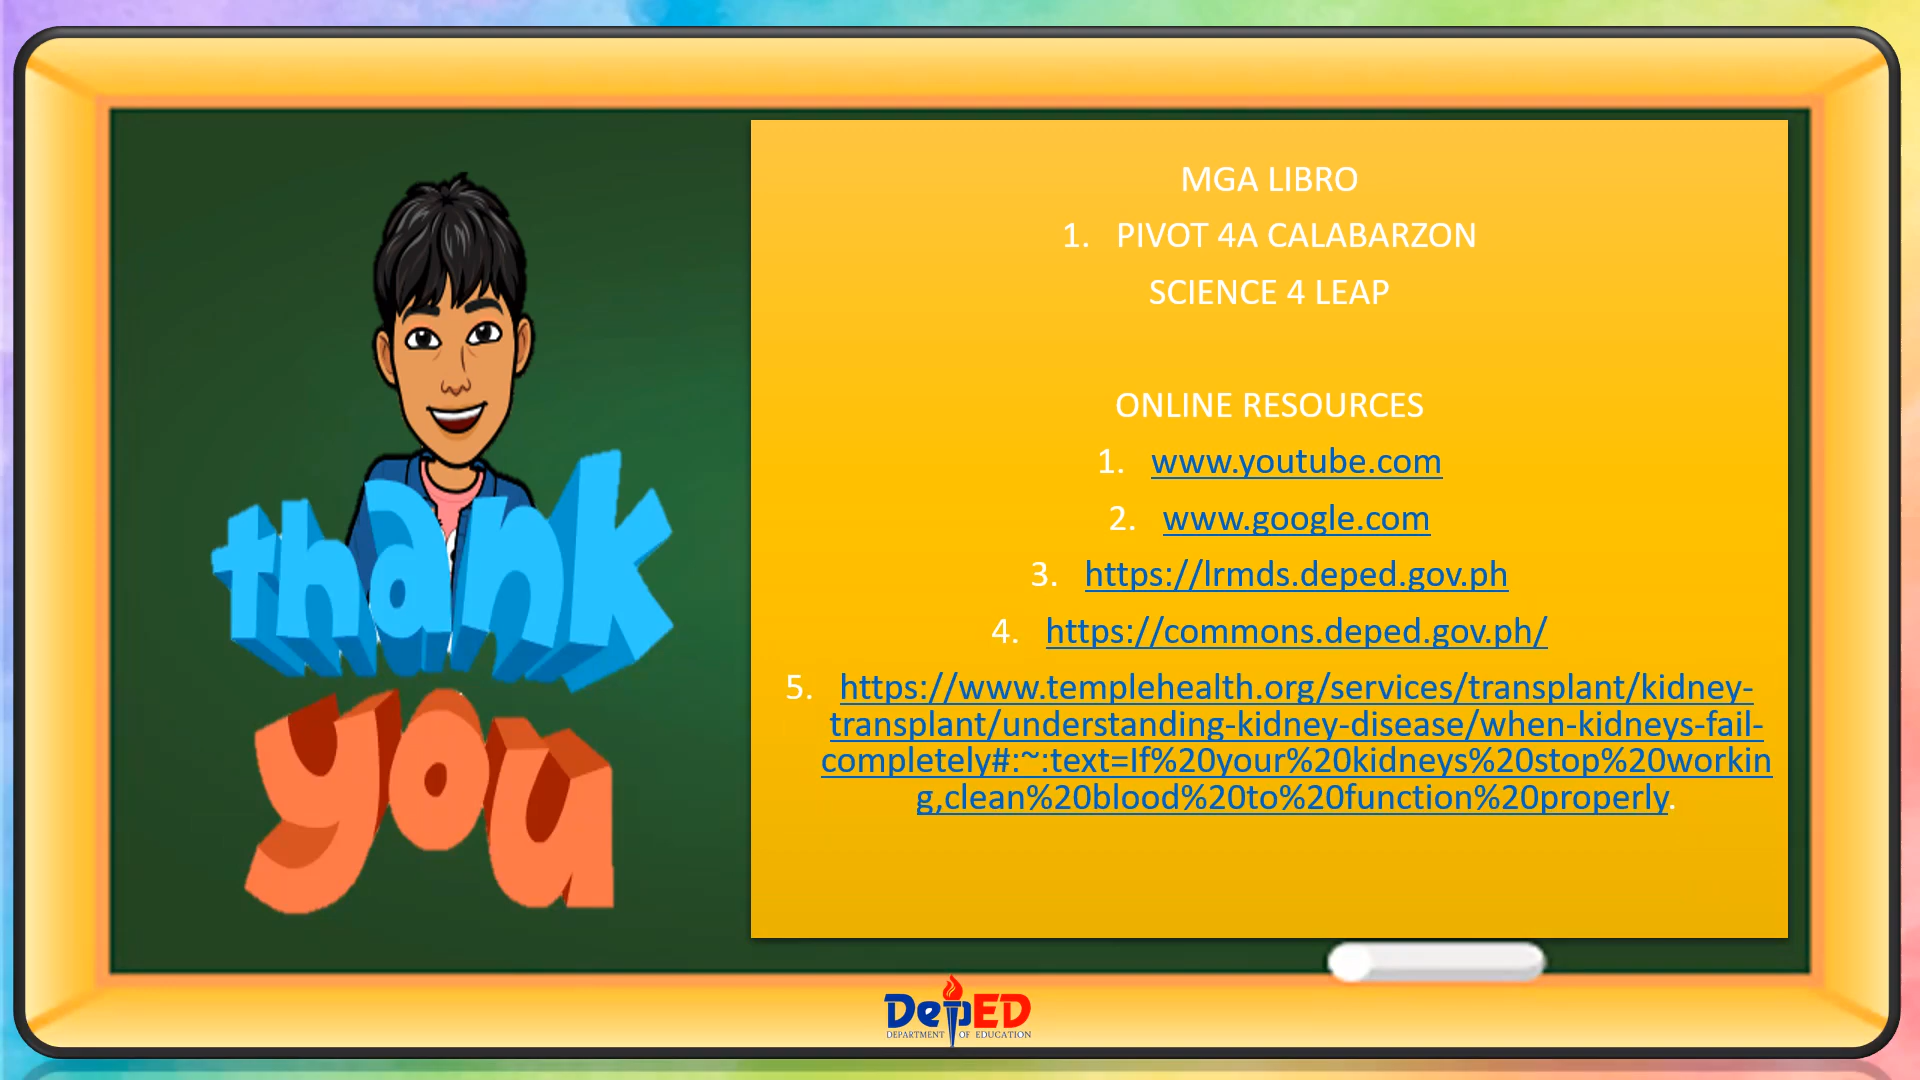 thank
you
MGA LIBRO
1. PIVOT 4A CALABARZON
SCIENCE 4 LEAP
ONLINE RESOURCES
1. www.youtube.com
2. www.google.com
3. https://lrmds.deped.gov.ph
4. https://commons.deped.gov.ph/
5. https://www.templehealth.org/services/transplant/kidney-
transplant/understanding-kidney-disease/when-kidneys-fail-
completely#:~:text=If%20your%20kidneys%20stop%20workin
g,clean%20blood%20to%20function%20properly.
DepED
DEPARTMENT OF EDUCATION